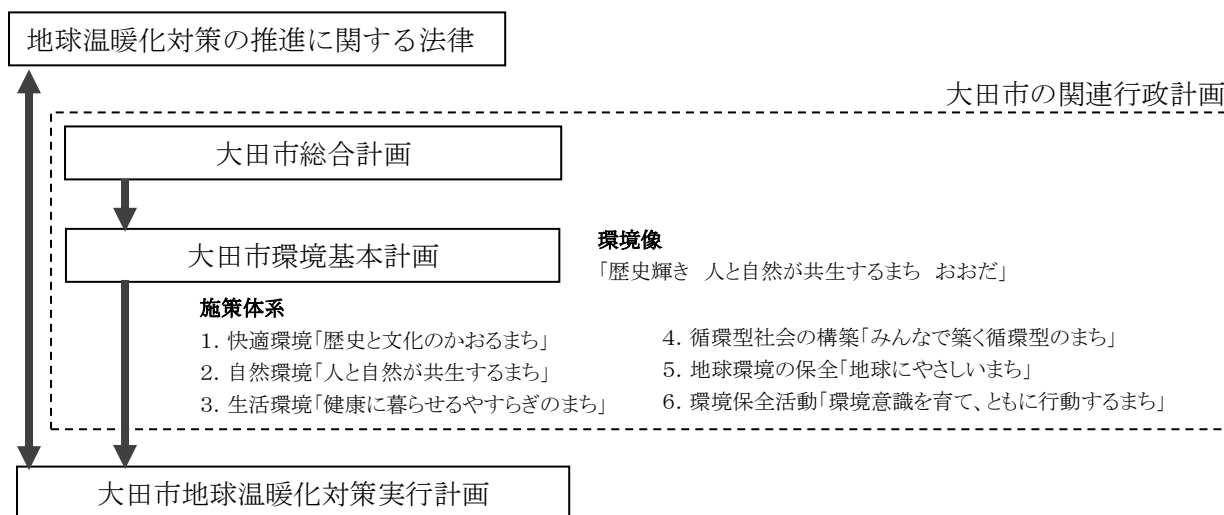 地球温暖化対策の推進に関する法律
大田市の関連行政計画
大田市総合計画
大田市環境基本計画
環境像
「歴史輝き　人と自然が共生するまち　おおだ」
施策体系
1. 快適環境「歴史と文化のかおるまち」
2. 自然環境「人と自然が共生するまち」
3. 生活環境「健康に暮らせるやすらぎのまち」
4. 循環型社会の構築「みんなで築く循環型のまち」
5. 地球環境の保全「地球にやさしいまち」
6. 環境保全活動「環境意識を育て、ともに行動するまち」
大田市地球温暖化対策実行計画